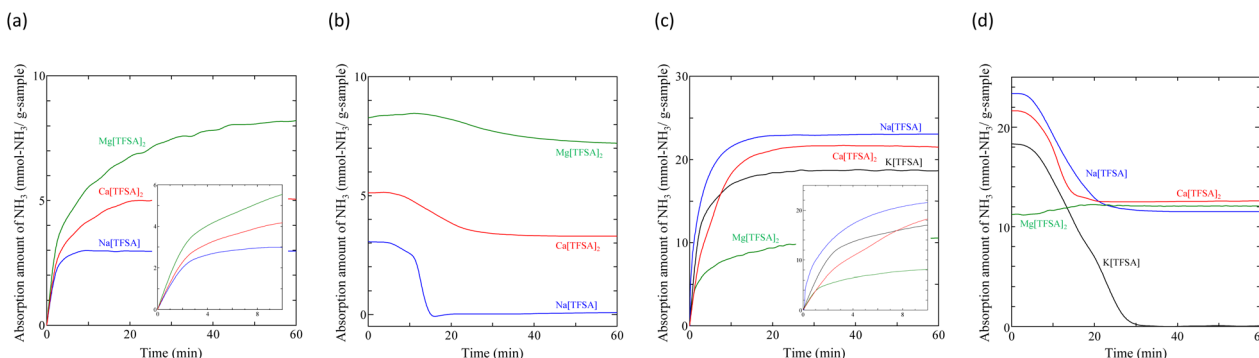 (a)
Absorption amount of NH₃ (mmol-NH₃/ g-sample)
10
5
0
Mg[TFSA]₂
Ca[TFSA]₂
Na[TFSA]
6
4
2
0
0
4
8
0
20
40
60
Time (min)
(b)
Absorption amount of NH₃ (mmol-NH₃/ g-sample)
10
5
0
Mg[TFSA]₂
Ca[TFSA]₂
Na[TFSA]
0
20
40
60
Time (min)
(c)
Absorption amount of NH₃ (mmol-NH₃/ g-sample)
30
20
10
0
Na[TFSA]
Ca[TFSA]₂
K[TFSA]
Mg[TFSA]₂
20
10
0
0
4
8
0
20
40
60
Time (min)
(d)
Absorption amount of NH₃ (mmol-NH₃/ g-sample)
20
10
0
Na[TFSA]
Ca[TFSA]₂
Mg[TFSA]₂
K[TFSA]
0
20
40
60
Time (min)